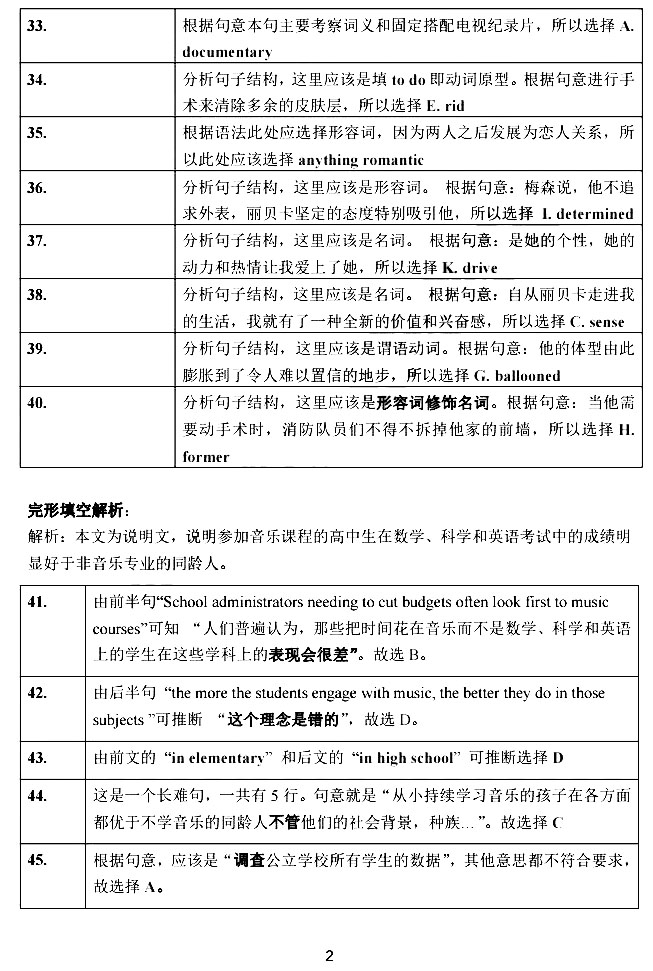 33. 根据句意本句主要考察词义和固定搭配电视纪录片，所以选择 A.
documentary
34. 分析句子结构，这里应该是填 to do 即动词原型。根据句意进行手
术来清除多余的皮肤层，所以选择 E. rid
35. 根据语法此处应选择形容词，因为两人之后发展为恋人关系，所
以此处应该选择 anything romantic
36. 分析句子结构，这里应该是形容词。 根据句意：梅森说，他不追
求外表，丽贝卡坚定的态度特别吸引他，所以选择 I. determined
37. 分析句子结构，这里应该是名词。 根据句意：是她的个性，她的
动力和热情让我爱上了她，所以选择 K. drive
38. 分析句子结构，这里应该是名词。 根据句意：自从丽贝卡走进我
的生活，我就有了一种全新的价值和兴奋感，所以选择 C. sense
39. 分析句子结构，这里应该是谓语动词。根据句意：他的体型由此
膨胀到了令人难以置信的地步，所以选择 G. ballooned
40. 分析句子结构，这里应该是形容词修饰名词。根据句意：当他需
要动手术时，消防队员们不得不拆掉他家的前墙，所以选择 H.
former
完形填空解析：
解析：本文为说明文，说明参加音乐课程的高中生在数学、科学和英语考试中的成绩明
显好于非音乐专业的同龄人。
41. 由前半句“School administrators needing to cut budgets often look first to music
courses”可知 “人们普遍认为，那些把时间花在音乐而不是数学、科学和英语
上的学生在这些学科上的表现会很差”。故选 B。
42. 由后半句 “the more the students engage with music, the better they do in those
subjects ”可推断 “这个理念是错的”，故选 D。
43. 由前文的 “in elementary” 和后文的 “in high school” 可推断选择 D
44. 这是一个长难句，一共有 5 行。句意就是“从小持续学习音乐的孩子在各方面
都优于不学音乐的同龄人不管他们的社会背景，种族…”。故选择 C
45. 根据句意，应该是“调查公立学校所有学生的数据”，其他意思都不符合要求，
故选择 A。
2